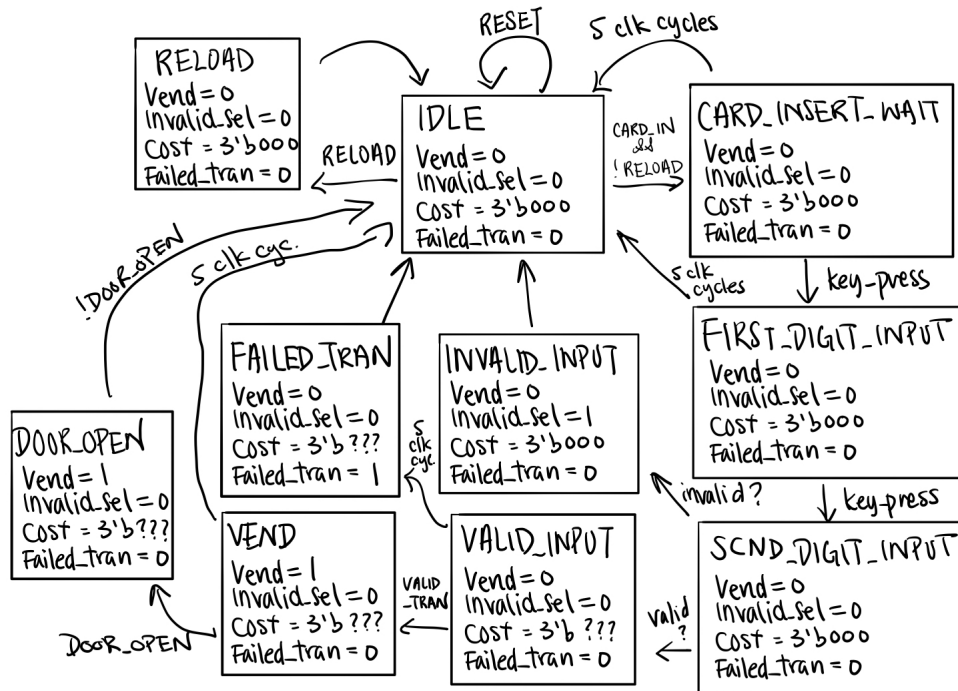 RESET
5 clk cycles
RELOAD
Vend = 0
Invalid_sel = 0
Cost = 3'b000
Failed_tran = 0
RELOAD
IDLE
Vend = 0
Invalid_sel = 0
Cost = 3'b000
Failed_tran = 0
CARD_IN
&&
!RELOAD
CARD_INSERT_WAIT
Vend = 0
Invalid_sel = 0
Cost = 3'b000
Failed_tran = 0
!DOOR_OPEN
5 clk cyc.
5 clk
cycles
key-press
FAILED_TRAN
Vend = 0
Invalid_sel = 0
Cost = 3'b???
Failed_tran = 1
INVALID_INPUT
Vend = 0
Invalid_sel = 1
Cost = 3'b000
Failed_tran = 0
FIRST_DIGIT_INPUT
Vend = 0
Invalid_sel = 0
Cost = 3'b000
Failed_tran = 0
5
clk
cyc.
invalid?
key-press
DOOR_OPEN
Vend = 1
Invalid_sel = 0
Cost = 3'b???
Failed_tran = 0
VEND
Vend = 1
Invalid_sel = 0
Cost = 3'b???
Failed_tran = 0
VALID
_TRAN
VALID_INPUT
Vend = 0
Invalid_sel = 0
Cost = 3'b???
Failed_tran = 0
valid
?
SCND_DIGIT_INPUT
Vend = 0
Invalid_sel = 0
Cost = 3'b000
Failed_tran = 0
DOOR_OPEN